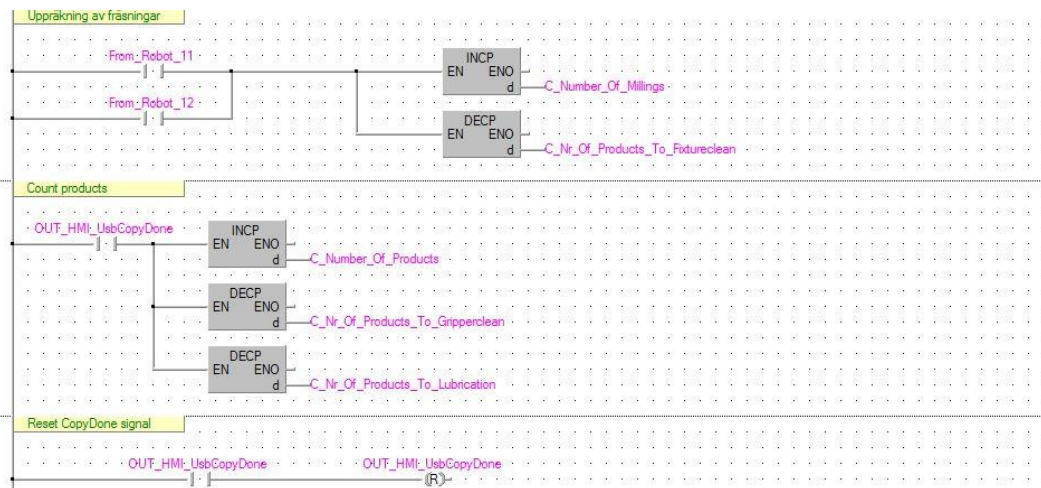 Uppräkning av fräsningar
From_Robot_11
INCP
EN ENO
d C_Number_Of_Millings
From_Robot_12
DECP
EN ENO
d C_Nr_Of_Products_To_Fixtureclean
Count products
OUT_HMI_UsbCopyDone
INCP
EN ENO
d C_Number_Of_Products
DECP
EN ENO
d C_Nr_Of_Products_To_Gripperclean
DECP
EN ENO
d C_Nr_Of_Products_To_Lubrication
Reset CopyDone signal
OUT_HMI_UsbCopyDone OUT_HMI_UsbCopyDone
(R)